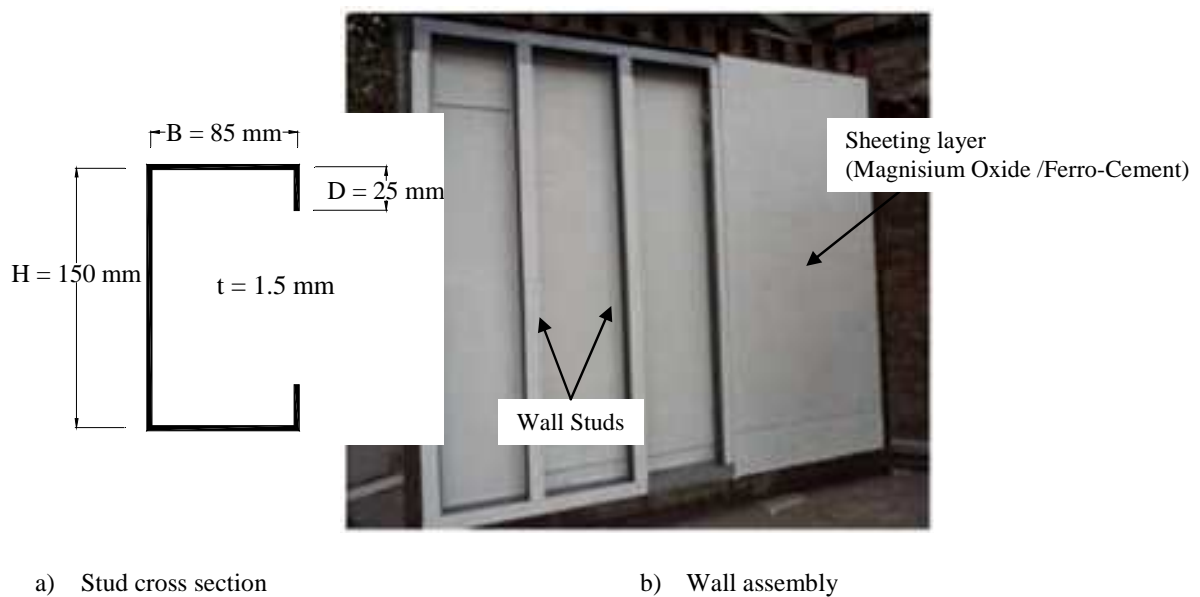 B = 85 mm
D = 25 mm
H = 150 mm
t = 1.5 mm
Sheeting layer
(Magnisium Oxide /Ferro-Cement)
Wall Studs
a) Stud cross section
b) Wall assembly